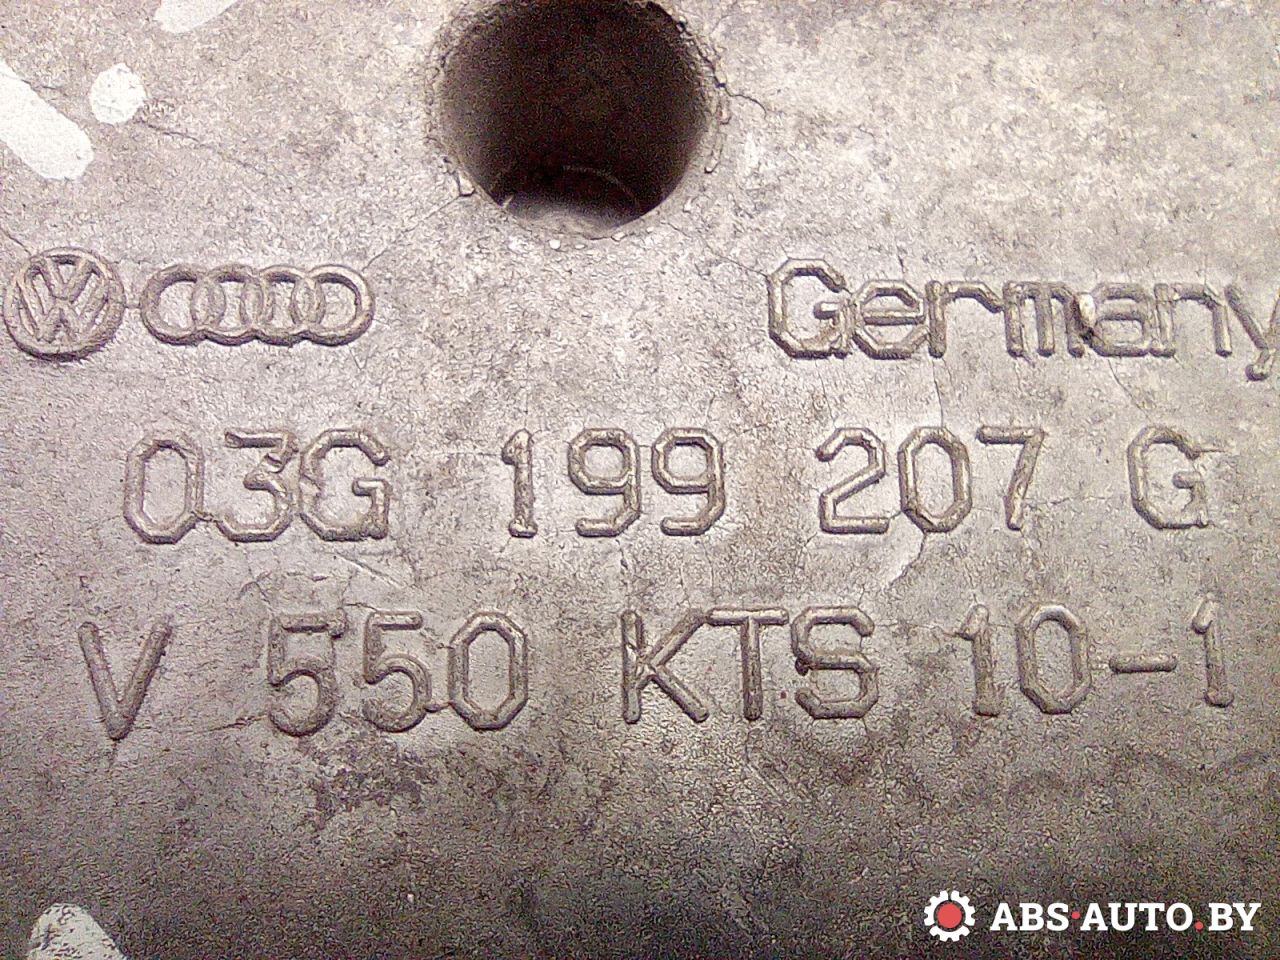 Germany
03G 199 207 G
V 550 KTS 10-1
ABS·AUTO.BY